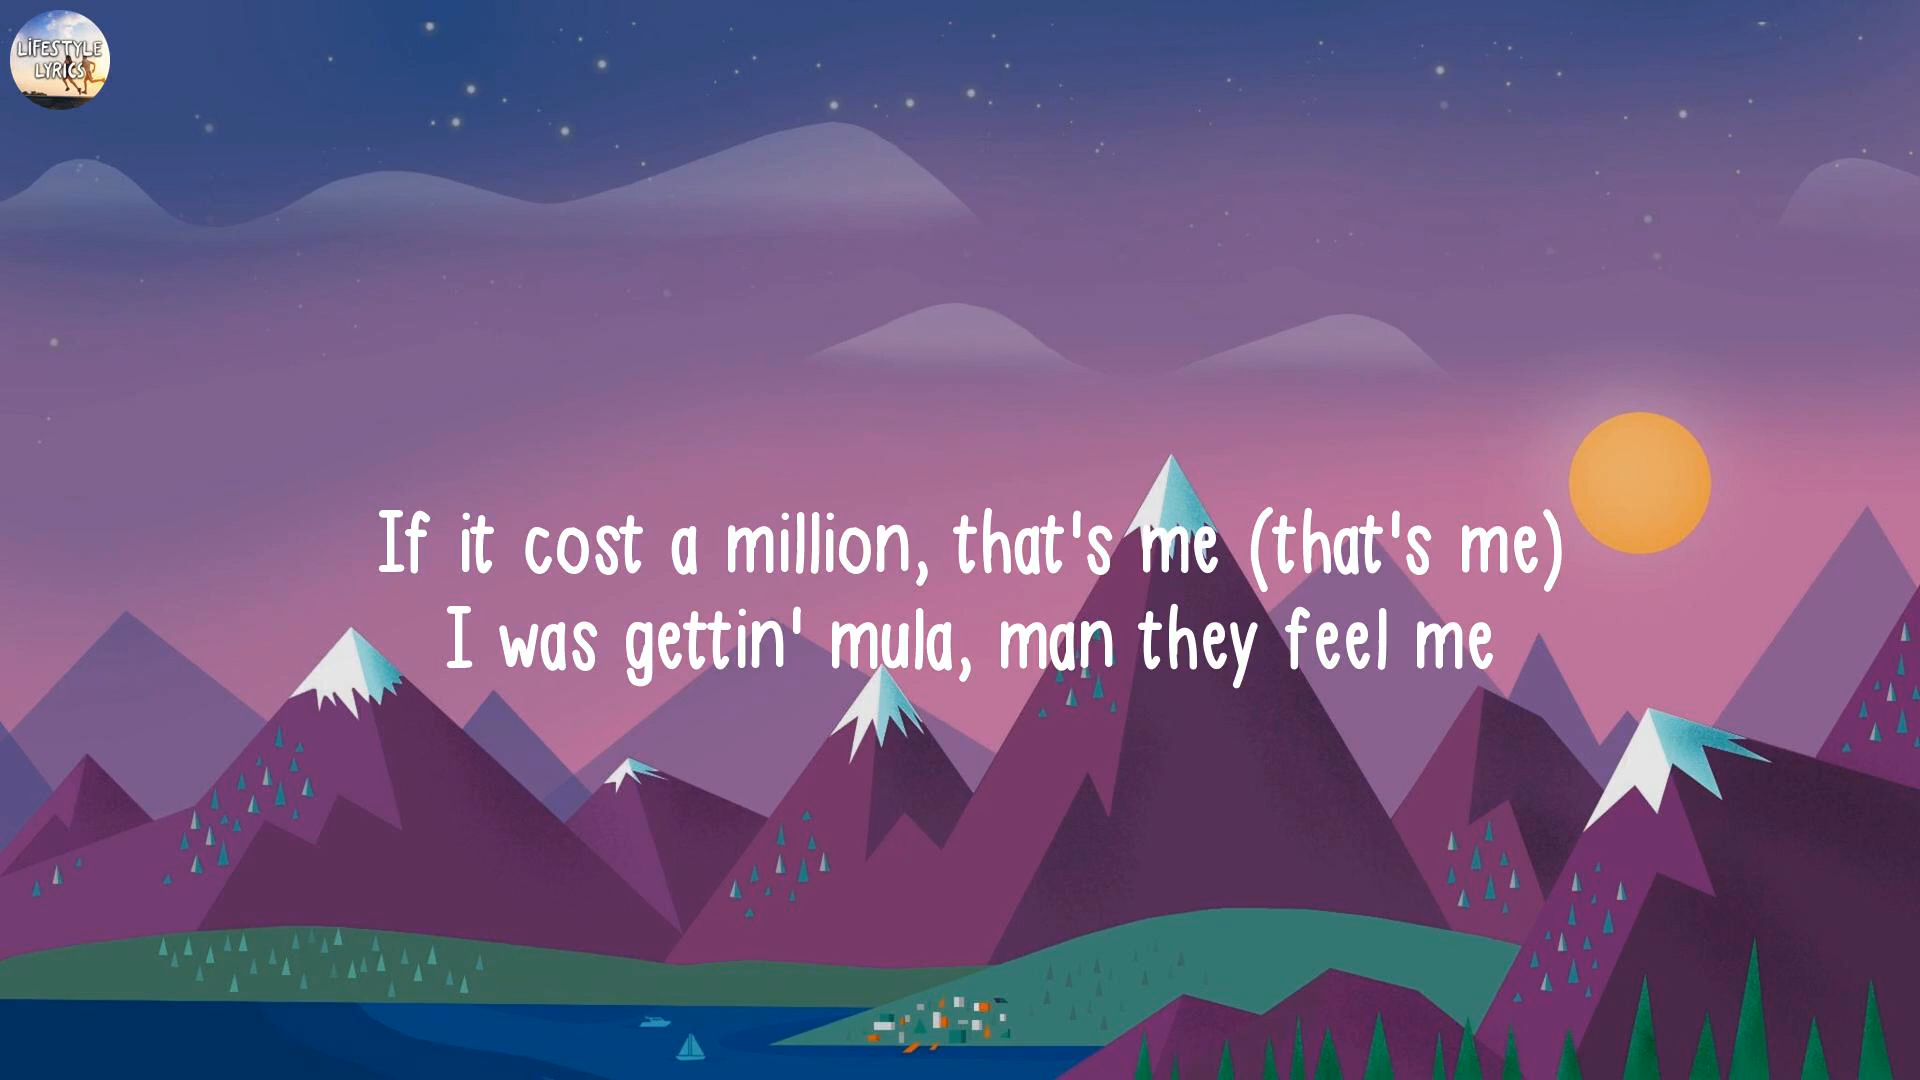 LiFESTYLE
LYRICS
If it cost a million, that's me (that's me)
I was gettin' mula, man they feel me